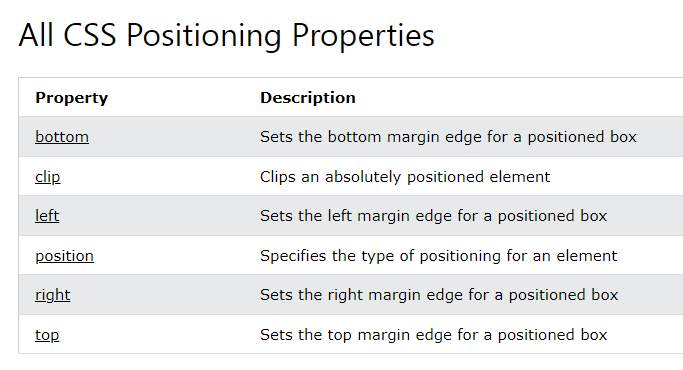 All CSS Positioning Properties
Property Description
bottom Sets the bottom margin edge for a positioned box
clip Clips an absolutely positioned element
left Sets the left margin edge for a positioned box
position Specifies the type of positioning for an element
right Sets the right margin edge for a positioned box
top Sets the top margin edge for a positioned box